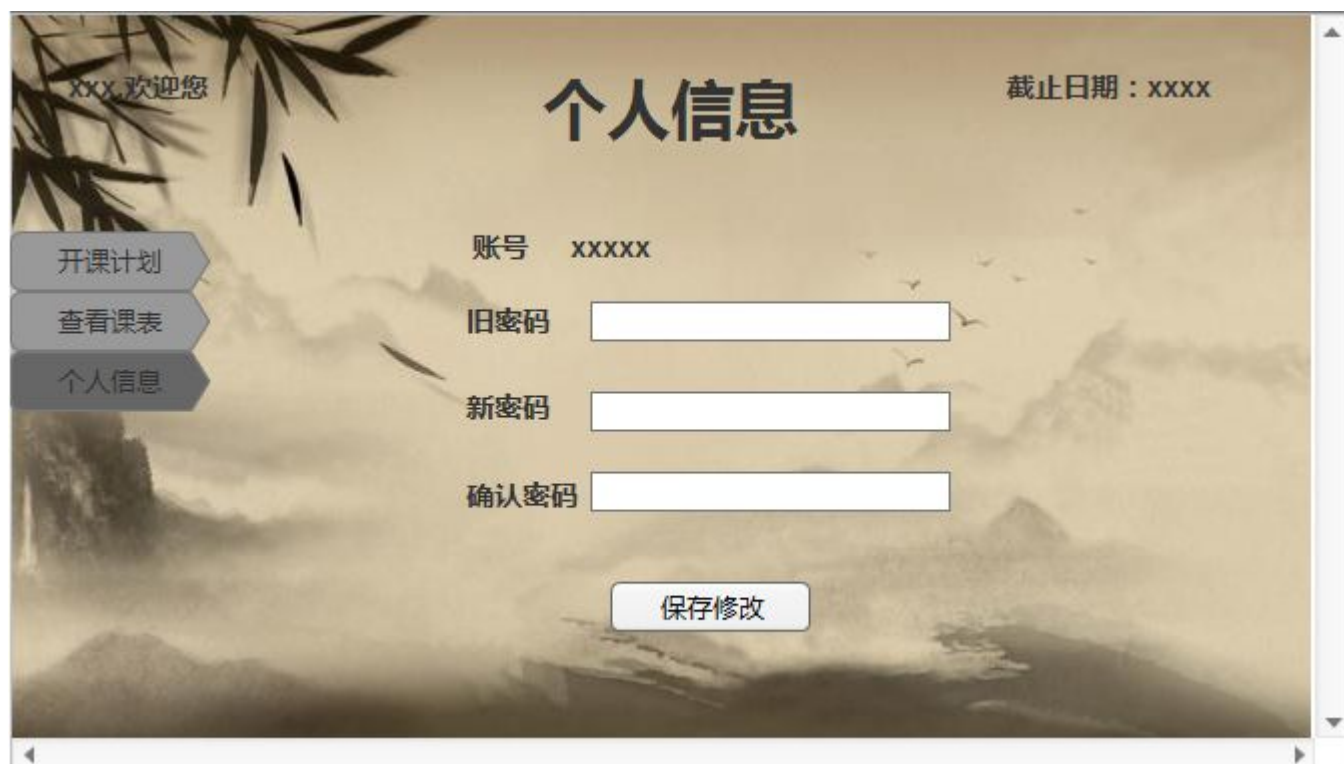 xxx,欢迎您
个人信息
截止日期：xxxx
开课计划
查看课表
个人信息
账号 xxxxx
旧密码
新密码
确认密码
保存修改